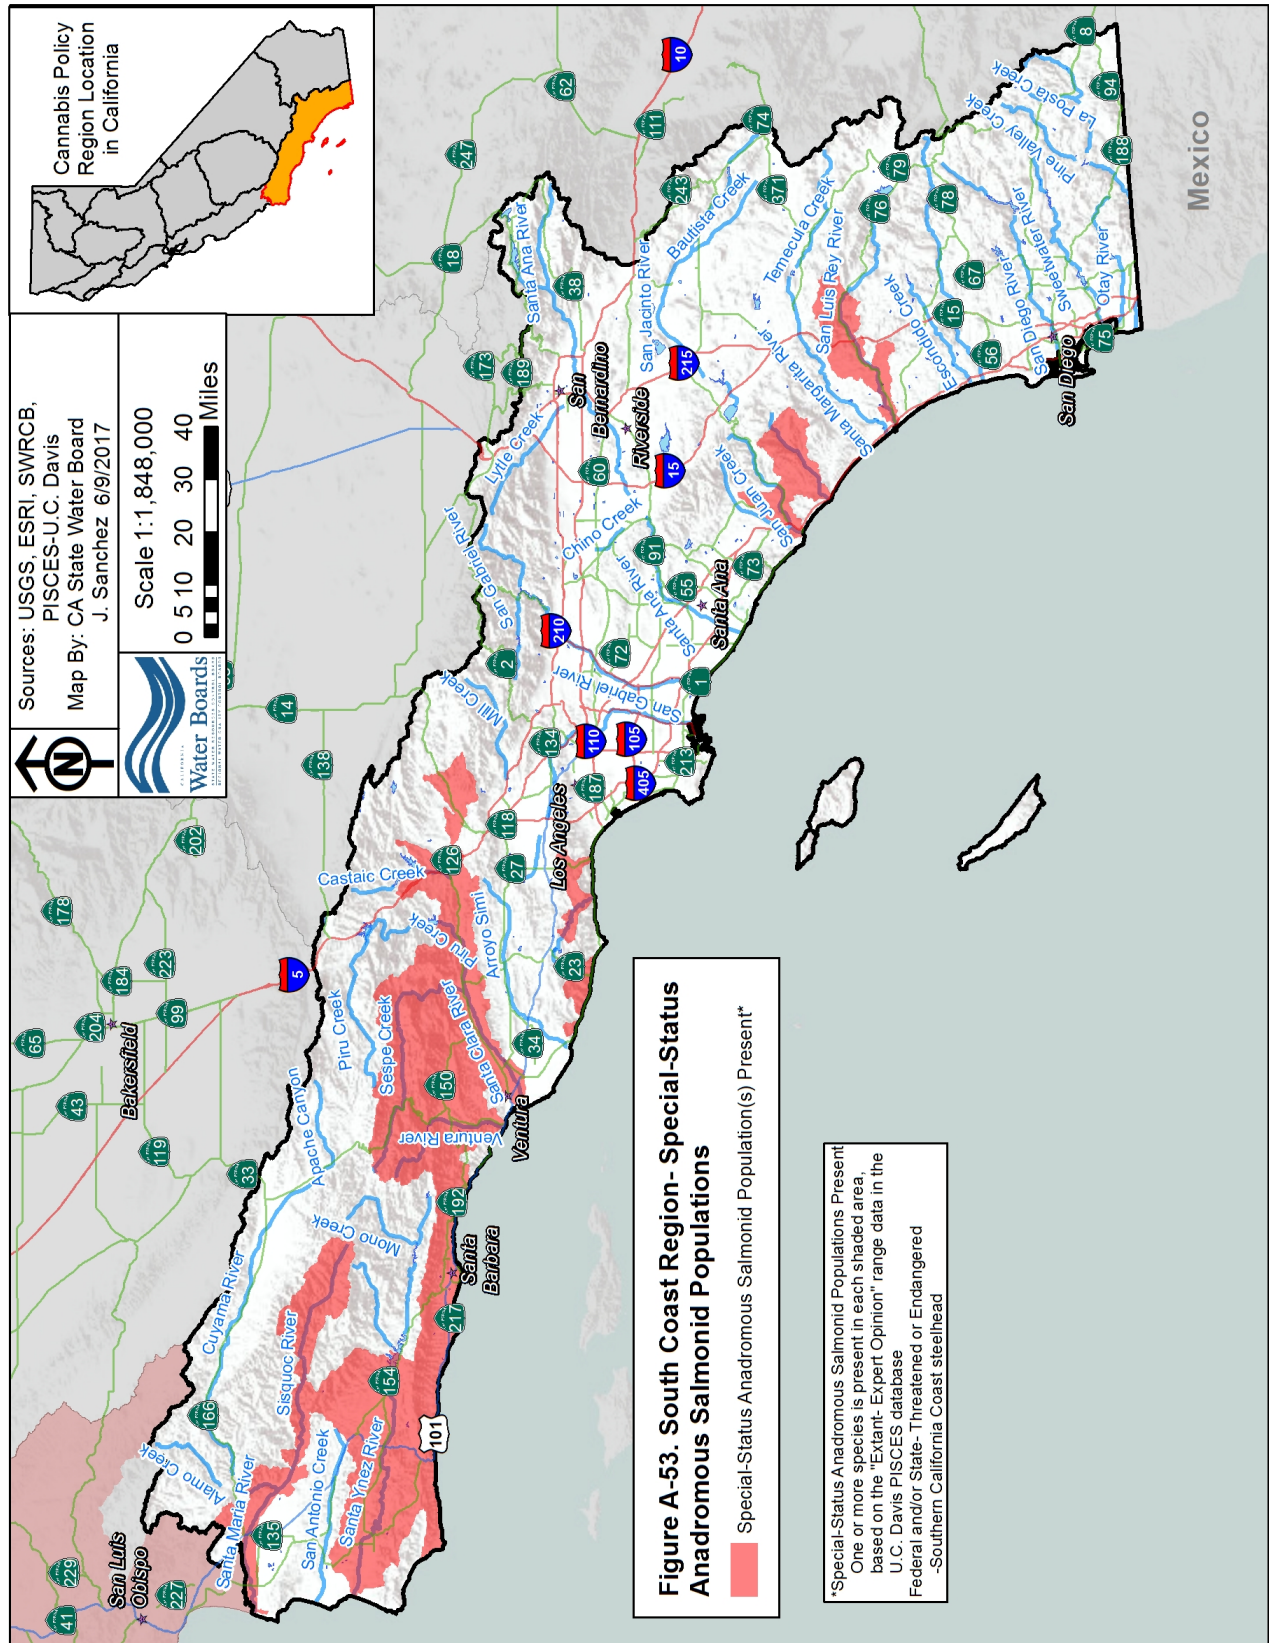 Cannabis Policy
Region Location
in California
Sources: USGS, ESRI, SWRCB,
PISCES-U.C. Davis
Map By: CA State Water Board
J. Sanchez 6/9/2017
Scale 1:1,848,000
0 5 10 20 30 40
Miles
N
CALIFORNIA
Water Boards
Figure A-53. South Coast Region- Special-Status
Anadromous Salmonid Populations
Special-Status Anadromous Salmonid Population(s) Present*
*Special-Status Anadromous Salmonid Populations Present
One or more species is present in each shaded area,
based on the "Extant- Expert Opinion" range data in the
U.C. Davis PISCES database
Federal and/or State- Threatened or Endangered
-Southern California Coast steelhead
Mexico
San Luis
Obispo
Bakersfield
Santa
Barbara
Ventura
Los Angeles
Santa Ana
Riverside
San
Bernardino
San Diego
Alamo Creek
Santa Maria River
Cuyama River
Sisquoc River
San Antonio Creek
Santa Ynez River
Mono Creek
Apache Canyon
Ventura River
Piru Creek
Sespe Creek
Santa Clara River
Piru Creek
Castaic Creek
Arroyo Simi
Mill Creek
San Gabriel River
San Gabriel River
Lytle Creek
Chino Creek
Santa Ana River
Santa Ana River
San Juan Creek
San Jacinto River
Bautista Creek
Temecula Creek
Santa Margarita River
San Luis Rey River
Escondido Creek
San Diego River
Sweetwater River
Otay River
Pine Valley Creek
La Posta Creek
41
229
227
65
43
204
184
178
119
99
223
202
33
5
138
14
166
135
154
101
217
192
150
34
23
126
118
27
134
2
187
110
105
405
213
210
72
1
55
91
73
60
15
215
173
189
18
38
247
62
10
111
243
74
371
79
76
78
67
15
56
75
188
94
8